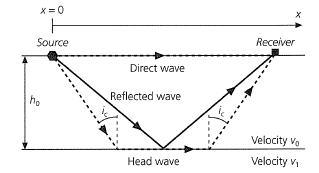 x = 0
x
Source
Receiver
Direct wave
Reflected wave
h₀
i꜀
i꜀
Velocity v₀
Head wave
Velocity v₁